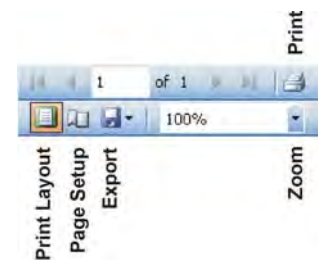 Print
1 of 1
100%
Print Layout
Page Setup
Export
Zoom